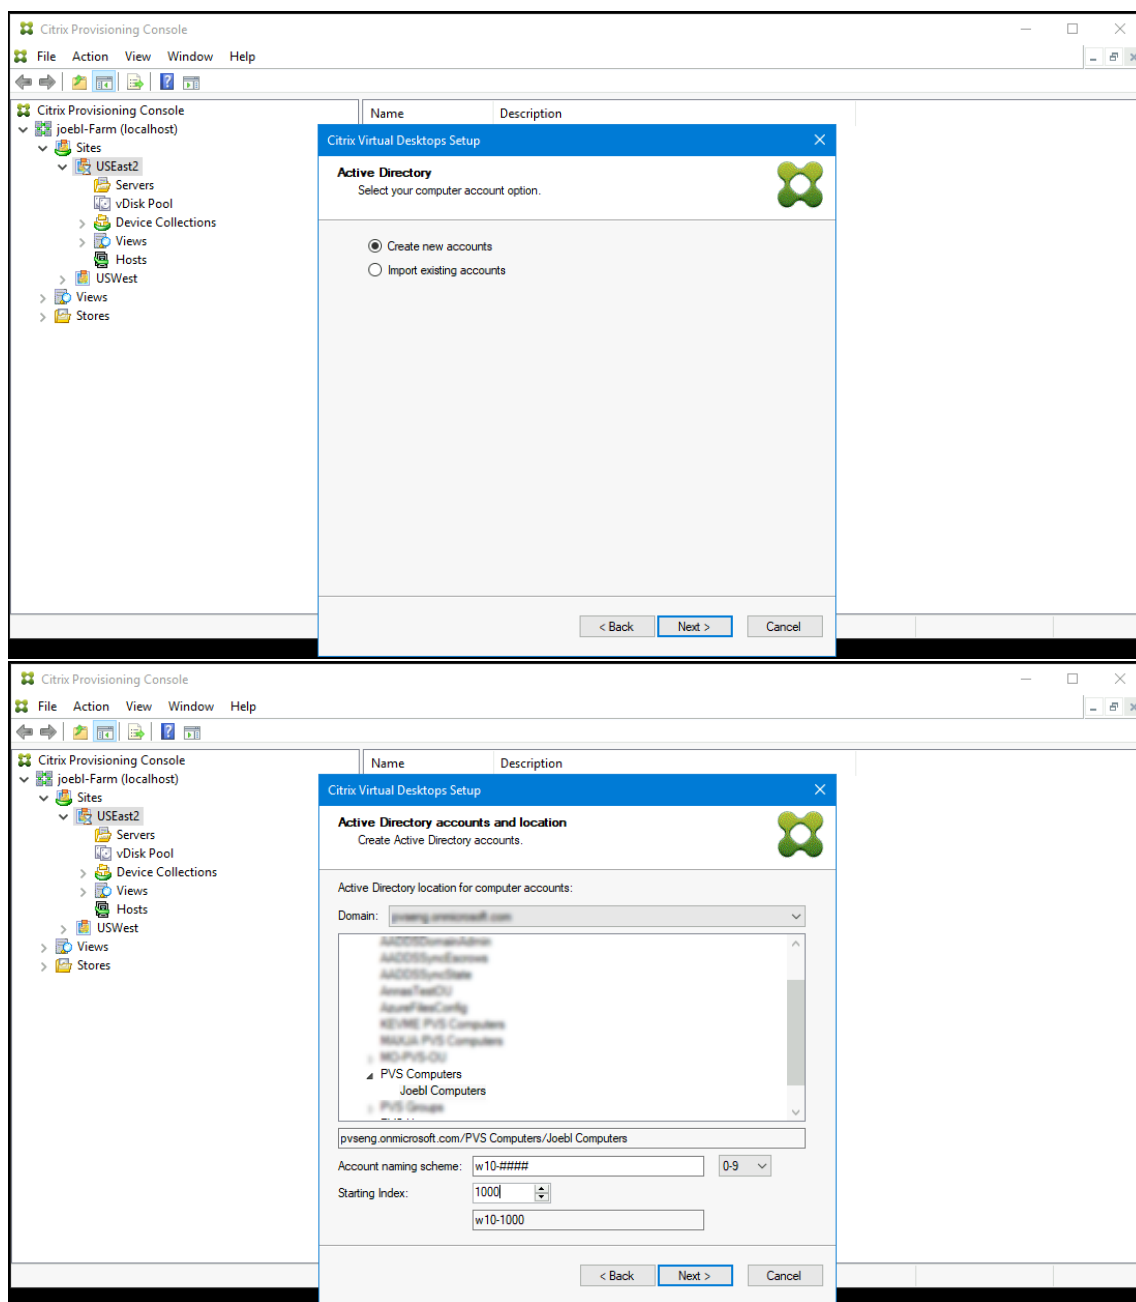 Citrix Provisioning Console
File Action View Window Help
Citrix Provisioning Console
joebl-Farm (localhost)
Sites
USEast2
Servers
vDisk Pool
Device Collections
Views
Hosts
USWest
Views
Stores
Name Description
Citrix Virtual Desktops Setup
Active Directory
Select your computer account option.
Create new accounts
Import existing accounts
< Back Next > Cancel
Citrix Provisioning Console
File Action View Window Help
Citrix Provisioning Console
joebl-Farm (localhost)
Sites
USEast2
Servers
vDisk Pool
Device Collections
Views
Hosts
USWest
Views
Stores
Name Description
Citrix Virtual Desktops Setup
Active Directory accounts and location
Create Active Directory accounts.
Active Directory location for computer accounts:
Domain:
PVS Computers
Joebl Computers
pvseng.onmicrosoft.com/PVS Computers/Joebl Computers
Account naming scheme: w10-#### 0-9
Starting Index: 1000
w10-1000
< Back Next > Cancel